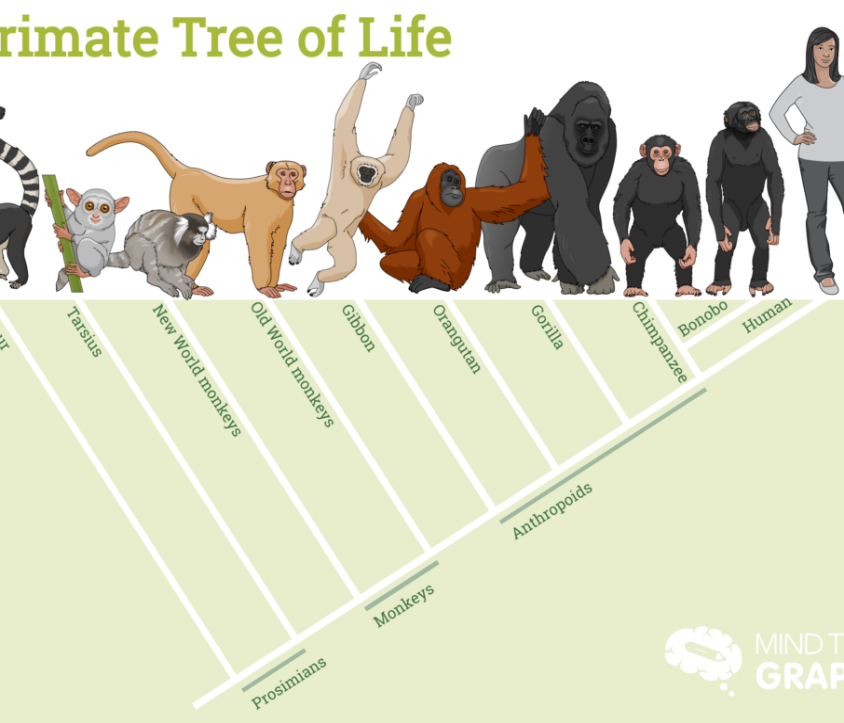 rimate Tree of Life
ur
Tarsius
New World monkeys
Old World monkeys
Gibbon
Orangutan
Gorilla
Chimpanzee
Bonobo
Human
Anthropoids
Monkeys
Prosimians
MIND T
GRAP